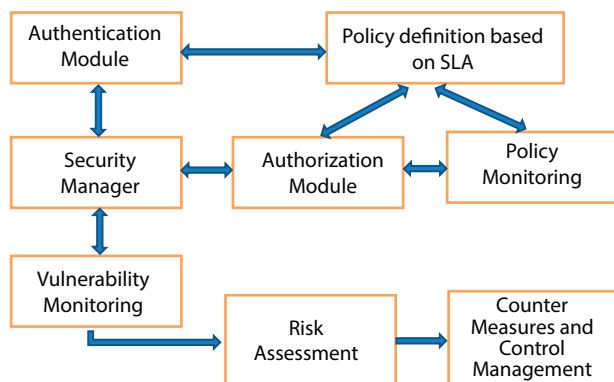 Authentication
Module
Policy definition based
on SLA
Security
Manager
Authorization
Module
Policy
Monitoring
Vulnerability
Monitoring
Risk
Assessment
Counter
Measures and
Control
Management